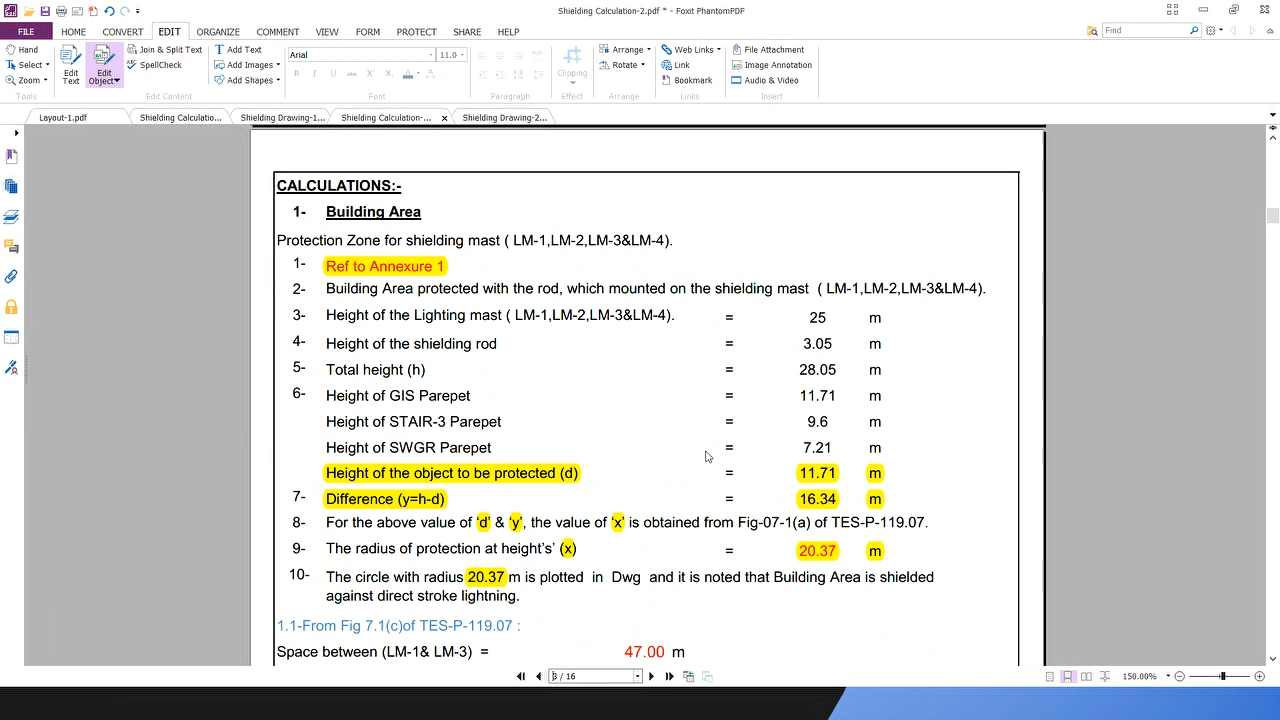 Shielding Calculation-2.pdf * - Foxit PhantomPDF
FILE HOME CONVERT EDIT ORGANIZE COMMENT VIEW FORM PROTECT SHARE HELP
Find
Hand
Select
Zoom
Tools
Edit Text
Edit Object
Join & Split Text
SpellCheck
Add Text
Add Images
Add Shapes
Edit Content
Arial 11.0
B I U abc X X A
Font
Paragraph
Clipping
Effect
Arrange
Rotate
Arrange
Web Links
Link
Bookmark
Links
File Attachment
Image Annotation
Audio & Video
Insert
Layout-1.pdf Shielding Calculatio... Shielding Drawing-1... Shielding Calculation-... Shielding Drawing-2...
CALCULATIONS:-
1- Building Area
Protection Zone for shielding mast ( LM-1,LM-2,LM-3&LM-4).
1- Ref to Annexure 1
2- Building Area protected with the rod, which mounted on the shielding mast ( LM-1,LM-2,LM-3&LM-4).
3- Height of the Lighting mast ( LM-1,LM-2,LM-3&LM-4). = 25 m
4- Height of the shielding rod = 3.05 m
5- Total height (h) = 28.05 m
6- Height of GIS Parepet = 11.71 m
Height of STAIR-3 Parepet = 9.6 m
Height of SWGR Parepet = 7.21 m
Height of the object to be protected (d) = 11.71 m
7- Difference (y=h-d) = 16.34 m
8- For the above value of ‘d’ & ‘y’, the value of ‘x’ is obtained from Fig-07-1(a) of TES-P-119.07.
9- The radius of protection at height’s’ (x) = 20.37 m
10- The circle with radius 20.37 m is plotted in Dwg and it is noted that Building Area is shielded
against direct stroke lightning.
1.1-From Fig 7.1(c)of TES-P-119.07 :
Space between (LM-1& LM-3) = 47.00 m
3 / 16
150.00%